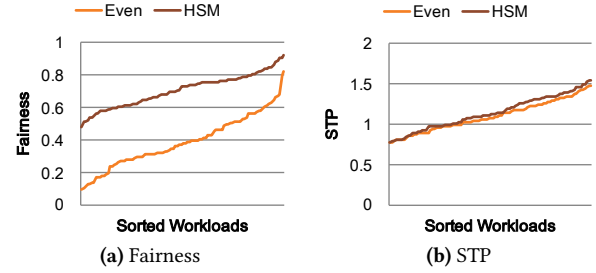 Even HSM
Even HSM
1
0.8
0.6
0.4
0.2
0
Fairness
Sorted Workloads
2
1.5
1
0.5
0
STP
Sorted Workloads
(a) Fairness
(b) STP